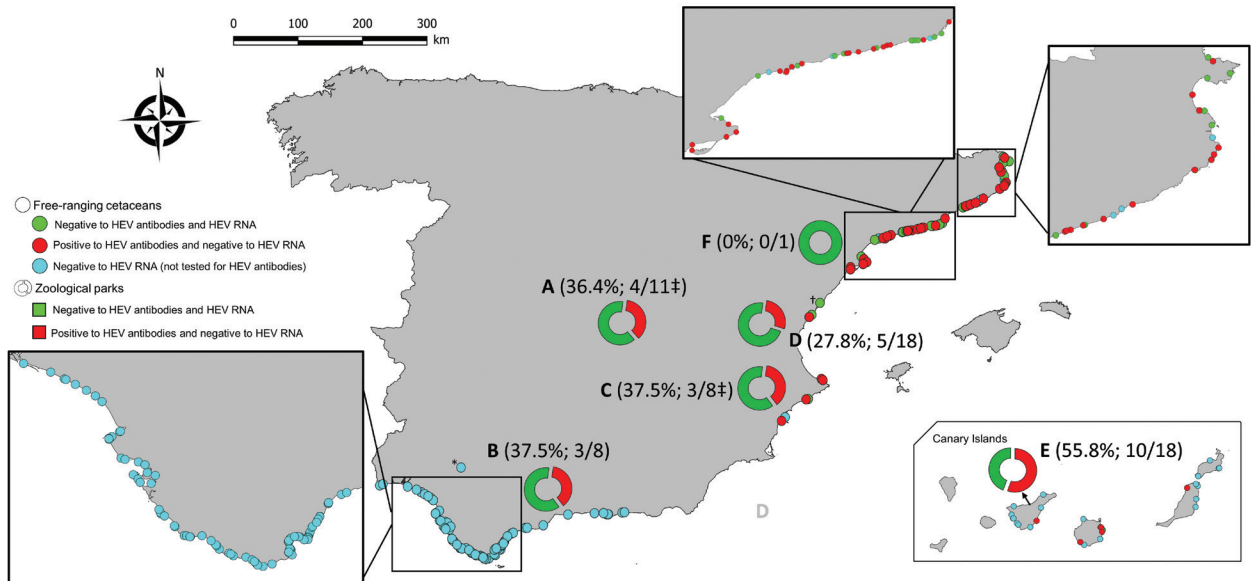 0 100 200 300
km
N
Free-ranging cetaceans
Negative to HEV antibodies and HEV RNA
Positive to HEV antibodies and negative to HEV RNA
Negative to HEV RNA (not tested for HEV antibodies)
Zoological parks
Negative to HEV antibodies and HEV RNA
Positive to HEV antibodies and negative to HEV RNA
F (0%; 0/1)
A (36.4%; 4/11‡)
†
D (27.8%; 5/18)
C (37.5%; 3/8‡)
B (37.5%; 3/8)
*
D
Canary Islands
E (55.8%; 10/18)